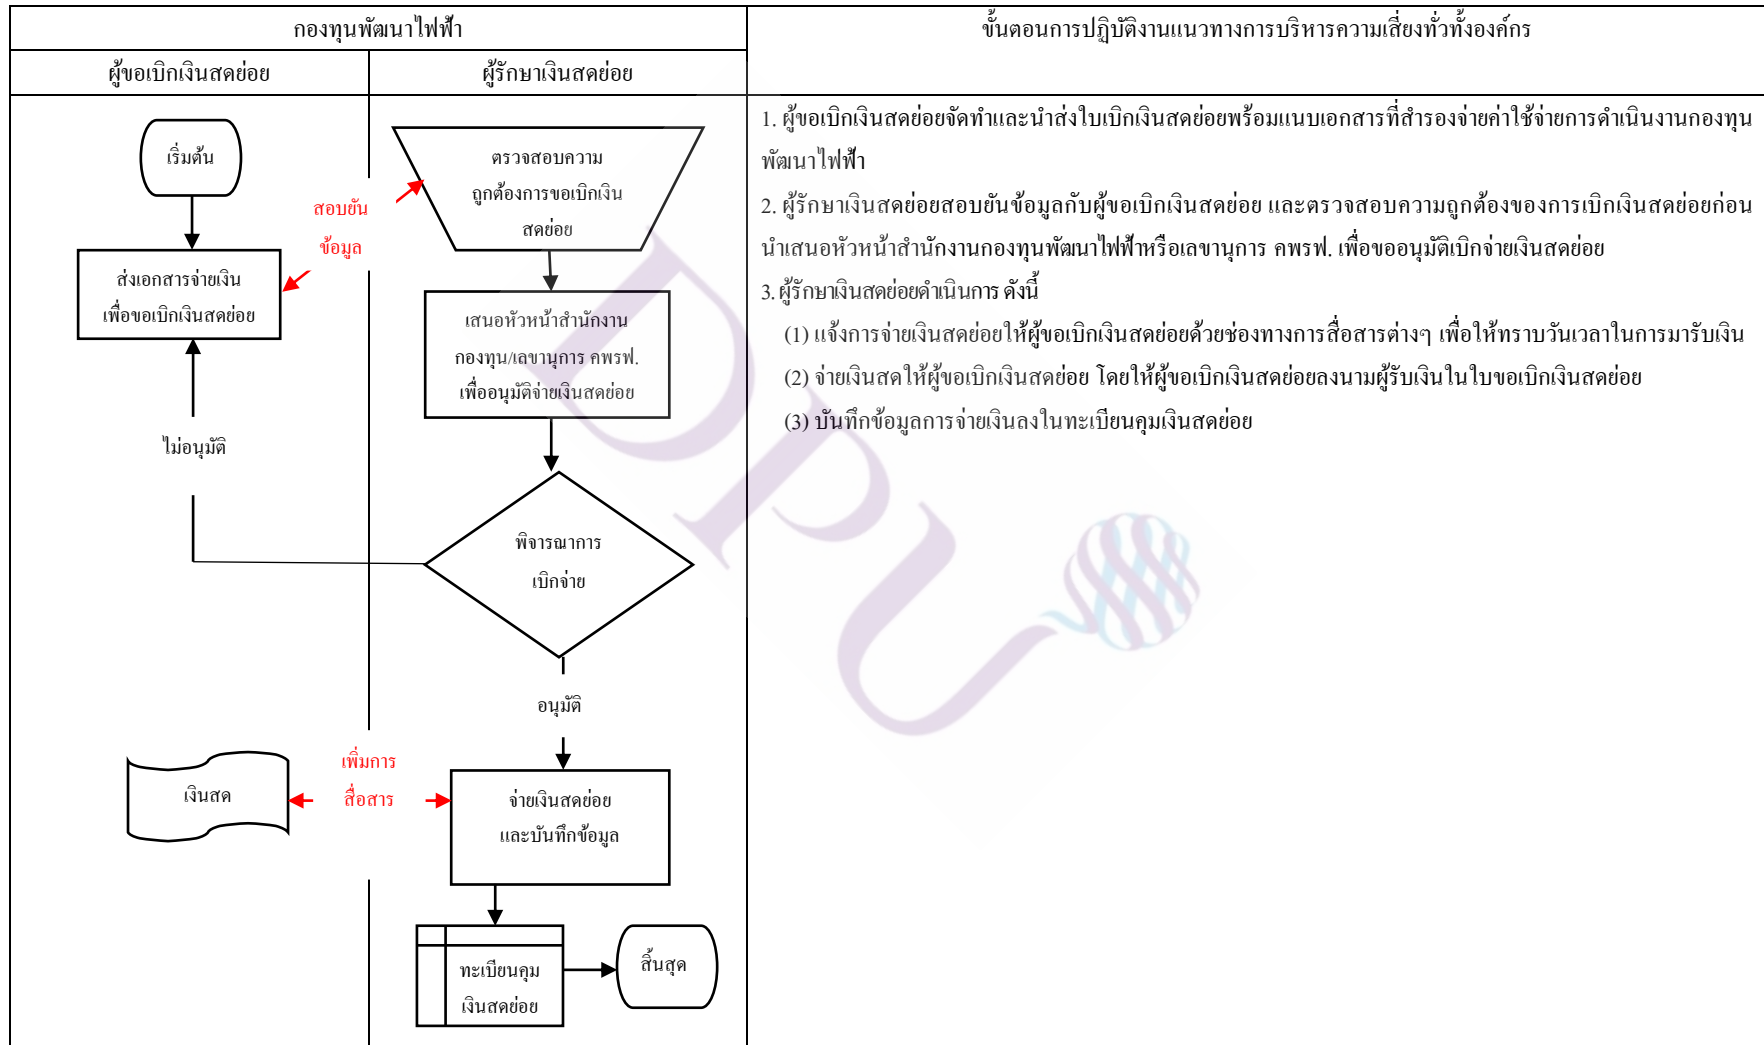 กองทุนพัฒนาไฟฟ้า
ขั้นตอนการปฏิบัติงานแนวทางการบริหารความเสี่ยงทั่วทั้งองค์กร
ผู้ขอเบิกเงินสดย่อย
ผู้รักษาเงินสดย่อย
เริ่มต้น
ส่งเอกสารจ่ายเงิน
เพื่อขอเบิกเงินสดย่อย
สอบยัน
ข้อมูล
ตรวจสอบความ
ถูกต้องการขอเบิกเงิน
สดย่อย
เสนอหัวหน้าสำนักงาน
กองทุน/เลขานุการ คพรฟ.
เพื่ออนุมัติจ่ายเงินสดย่อย
ไม่อนุมัติ
พิจารณาการ
เบิกจ่าย
อนุมัติ
เงินสด
เพิ่มการ
สื่อสาร
จ่ายเงินสดย่อย
และบันทึกข้อมูล
ทะเบียนคุม
เงินสดย่อย
สิ้นสุด
1. ผู้ขอเบิกเงินสดย่อยจัดทำและนำส่งใบเบิกเงินสดย่อยพร้อมแนบเอกสารที่สำรองจ่ายค่าใช้จ่ายการดำเนินงานกองทุน
พัฒนาไฟฟ้า
2. ผู้รักษาเงินสดย่อยสอบยันข้อมูลกับผู้ขอเบิกเงินสดย่อย และตรวจสอบความถูกต้องของการเบิกเงินสดย่อยก่อน
นำเสนอหัวหน้าสำนักงานกองทุนพัฒนาไฟฟ้าหรือเลขานุการ คพรฟ. เพื่อขออนุมัติเบิกจ่ายเงินสดย่อย
3. ผู้รักษาเงินสดย่อยดำเนินการ ดังนี้
(1) แจ้งการจ่ายเงินสดย่อยให้ผู้ขอเบิกเงินสดย่อยด้วยช่องทางการสื่อสารต่างๆ เพื่อให้ทราบวันเวลาในการมารับเงิน
(2) จ่ายเงินสดให้ผู้ขอเบิกเงินสดย่อย โดยให้ผู้ขอเบิกเงินสดย่อยลงนามผู้รับเงินในใบขอเบิกเงินสดย่อย
(3) บันทึกข้อมูลการจ่ายเงินลงในทะเบียนคุมเงินสดย่อย
DPU